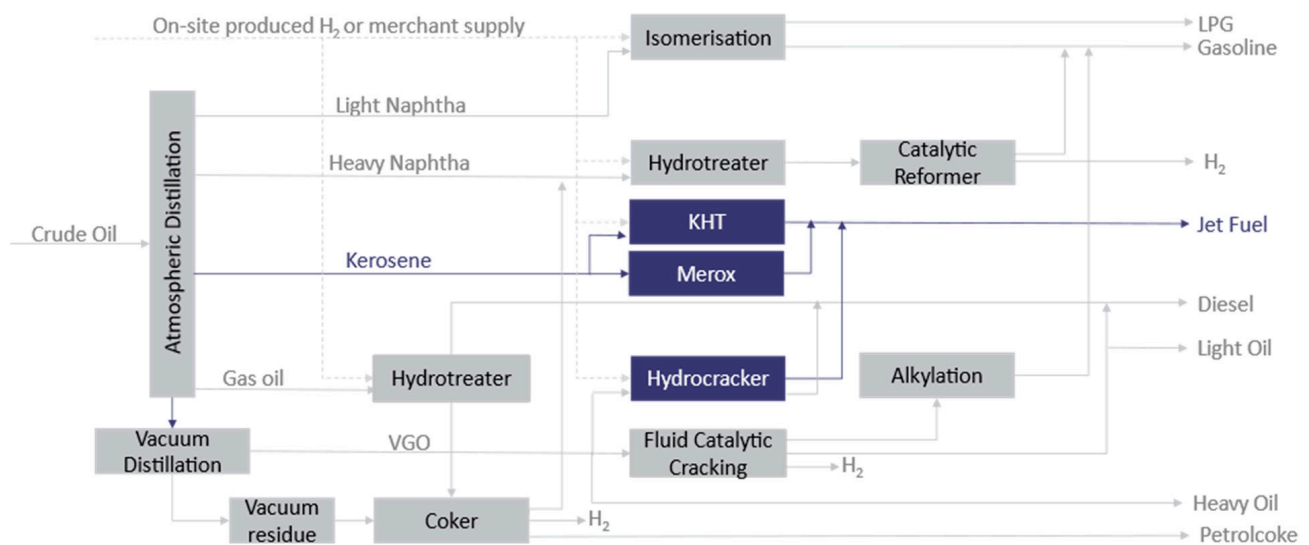 On-site produced H₂ or merchant supply
Isomerisation
LPG
Gasoline
Light Naphtha
Atmospheric Distillation
Heavy Naphtha
Hydrotreater
Catalytic
Reformer
H₂
Crude Oil
KHT
Jet Fuel
Kerosene
Merox
Diesel
Light Oil
Gas oil
Hydrotreater
Hydrocracker
Alkylation
Vacuum
Distillation
VGO
Fluid Catalytic
Cracking
H₂
Vacuum
residue
Coker
H₂
Heavy Oil
Petrolcoke